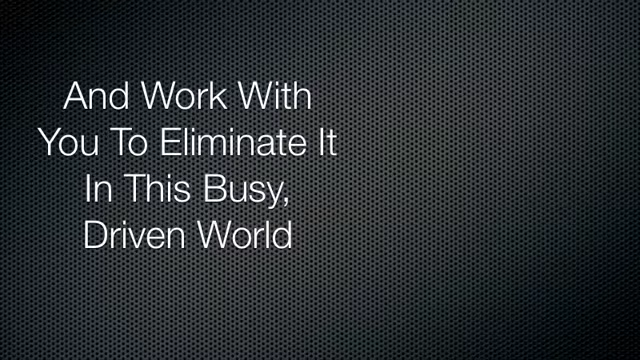 And Work With
You To Eliminate It
In This Busy,
Driven World